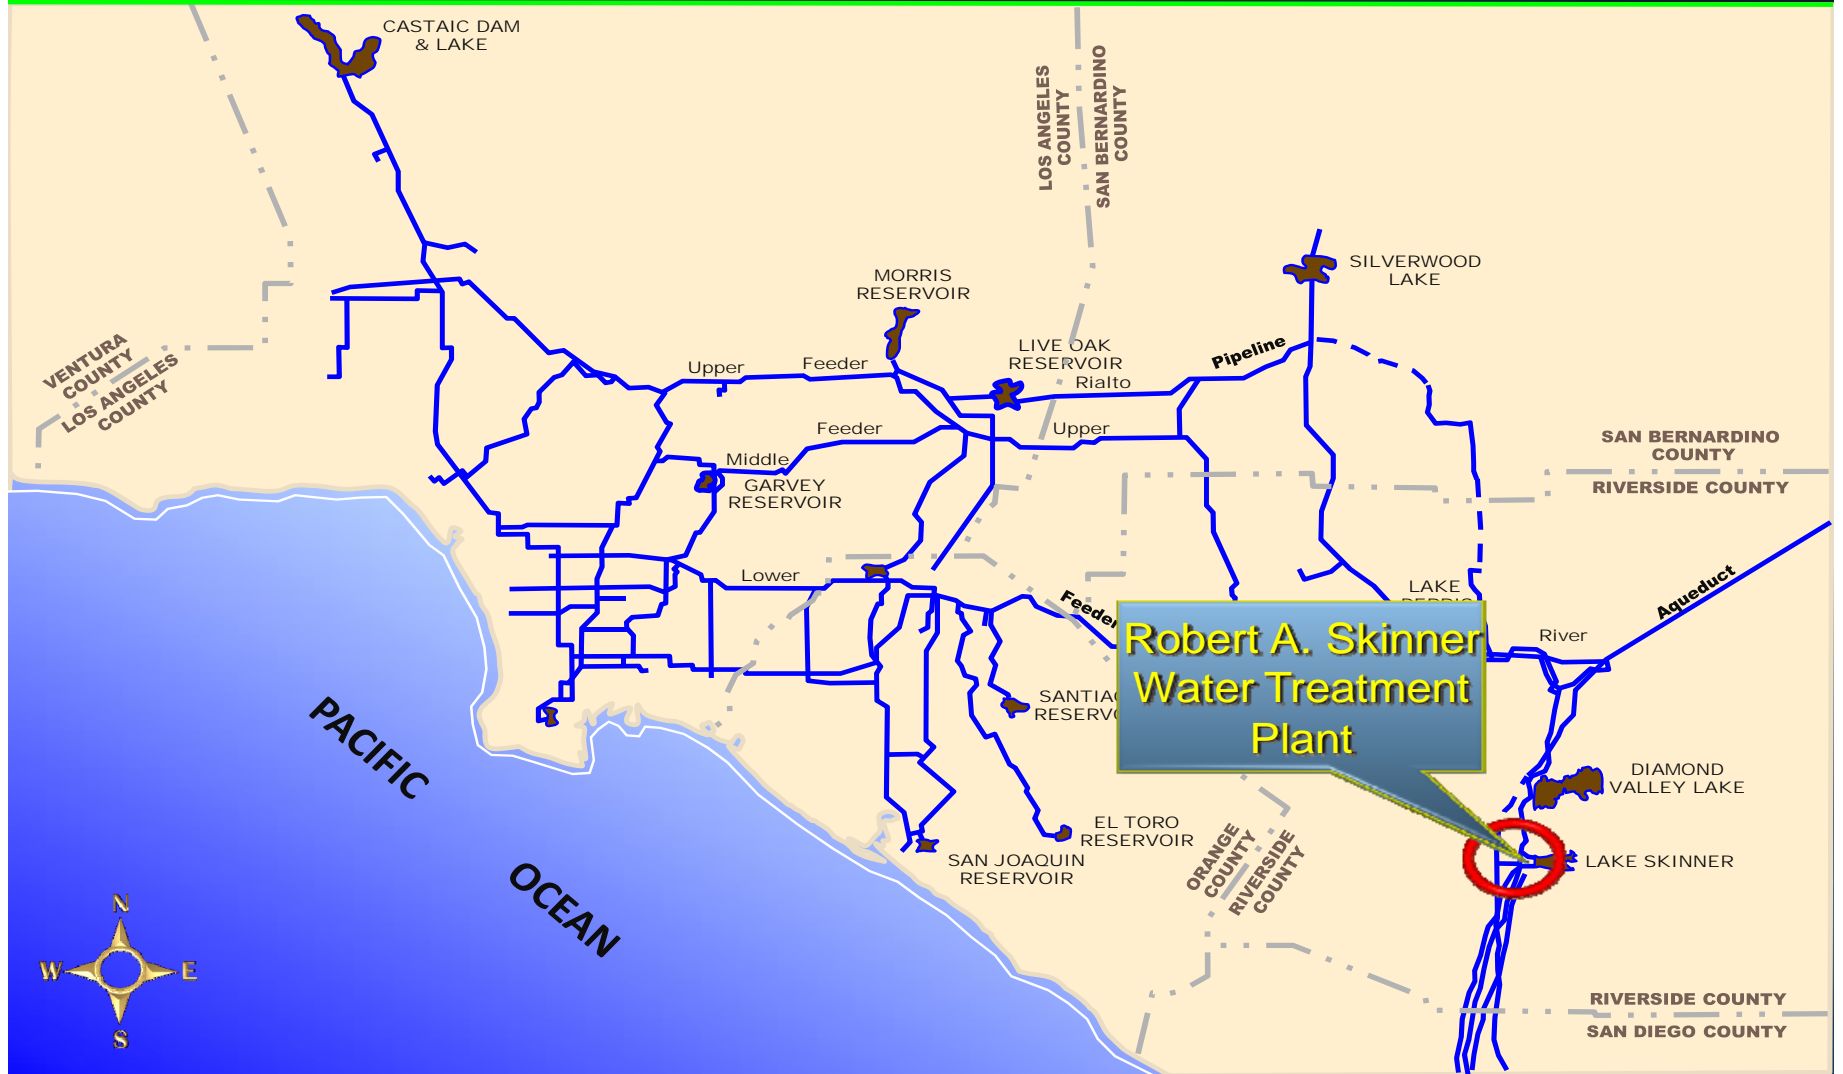 CASTAIC DAM
& LAKE
LOS ANGELES
COUNTY
SAN BERNARDINO
COUNTY
MORRIS
RESERVOIR
SILVERWOOD
LAKE
VENTURA
COUNTY
LOS ANGELES
COUNTY
LIVE OAK
RESERVOIR
Pipeline
Upper
Feeder
Rialto
Feeder
Upper
Middle
GARVEY
RESERVOIR
SAN BERNARDINO
COUNTY
RIVERSIDE COUNTY
Lower
Feeder
LAKE
Aqueduct
River
Robert A. Skinner
Water Treatment
Plant
PACIFIC
OCEAN
DIAMOND
VALLEY LAKE
EL TORO
RESERVOIR
SAN JOAQUIN
RESERVOIR
ORANGE
COUNTY
RIVERSIDE
COUNTY
LAKE SKINNER
N
W
E
S
RIVERSIDE COUNTY
SAN DIEGO COUNTY